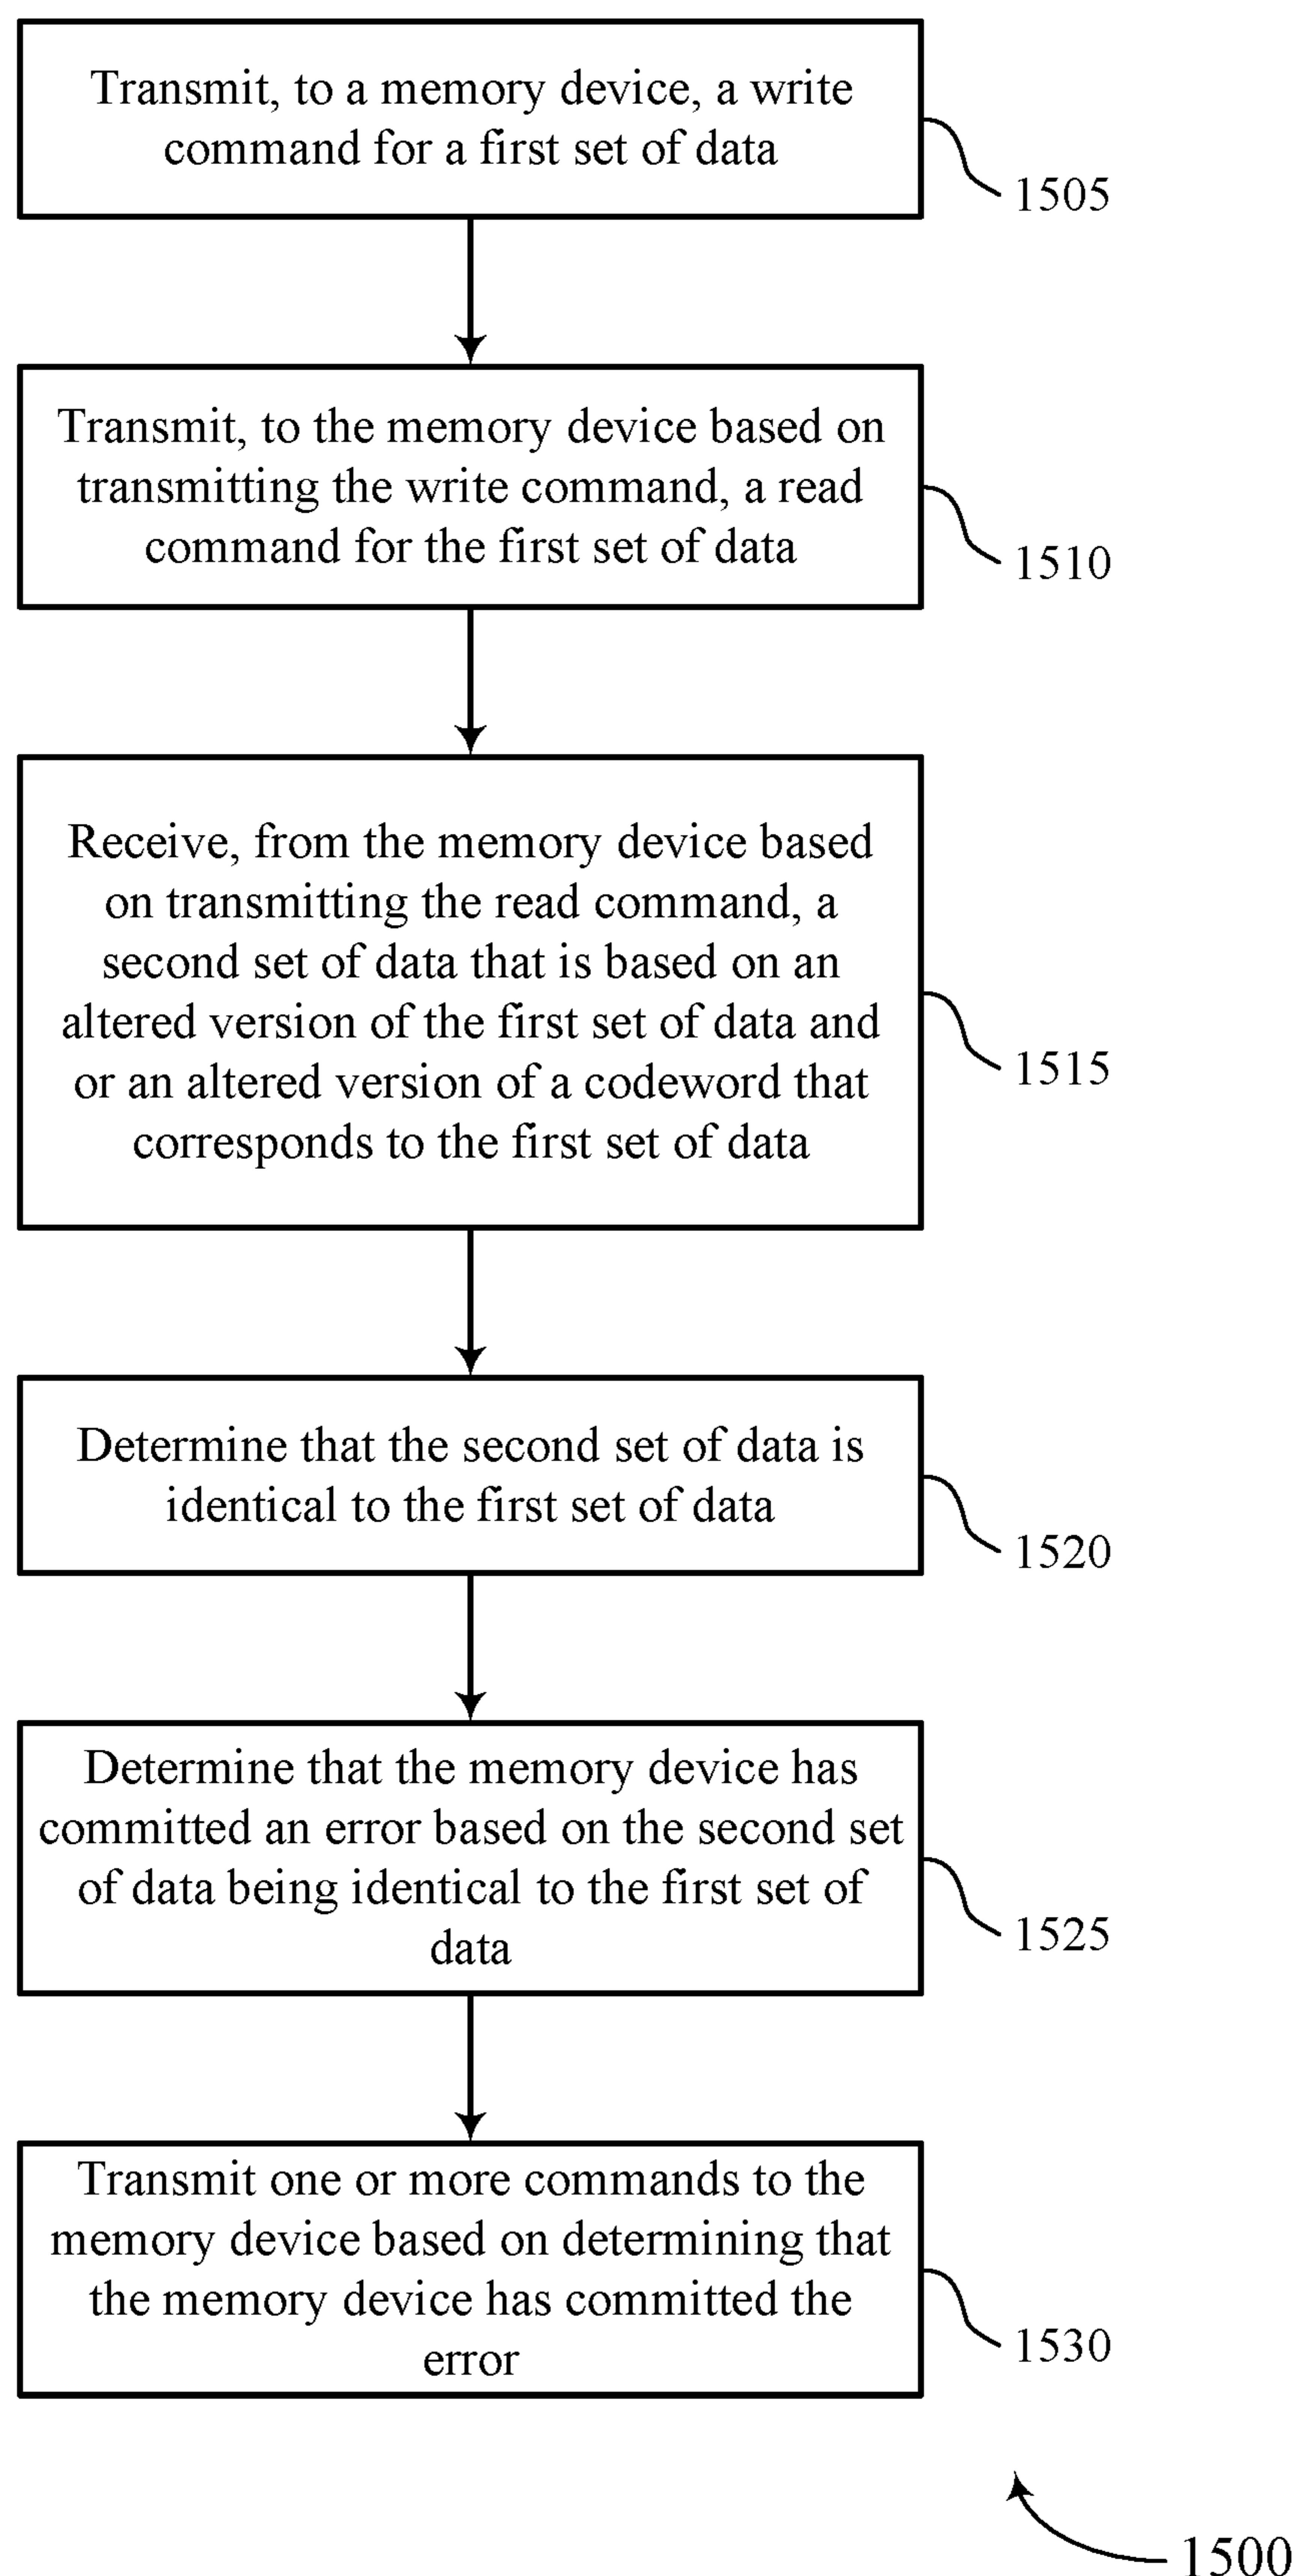 Transmit, to a memory device, a write
command for a first set of data
1505
Transmit, to the memory device based on
transmitting the write command, a read
command for the first set of data
1510
Receive, from the memory device based
on transmitting the read command, a
second set of data that is based on an
altered version of the first set of data and
or an altered version of a codeword that
corresponds to the first set of data
1515
Determine that the second set of data is
identical to the first set of data
1520
Determine that the memory device has
committed an error based on the second set
of data being identical to the first set of
data
1525
Transmit one or more commands to the
memory device based on determining that
the memory device has committed the
error
1530
1500